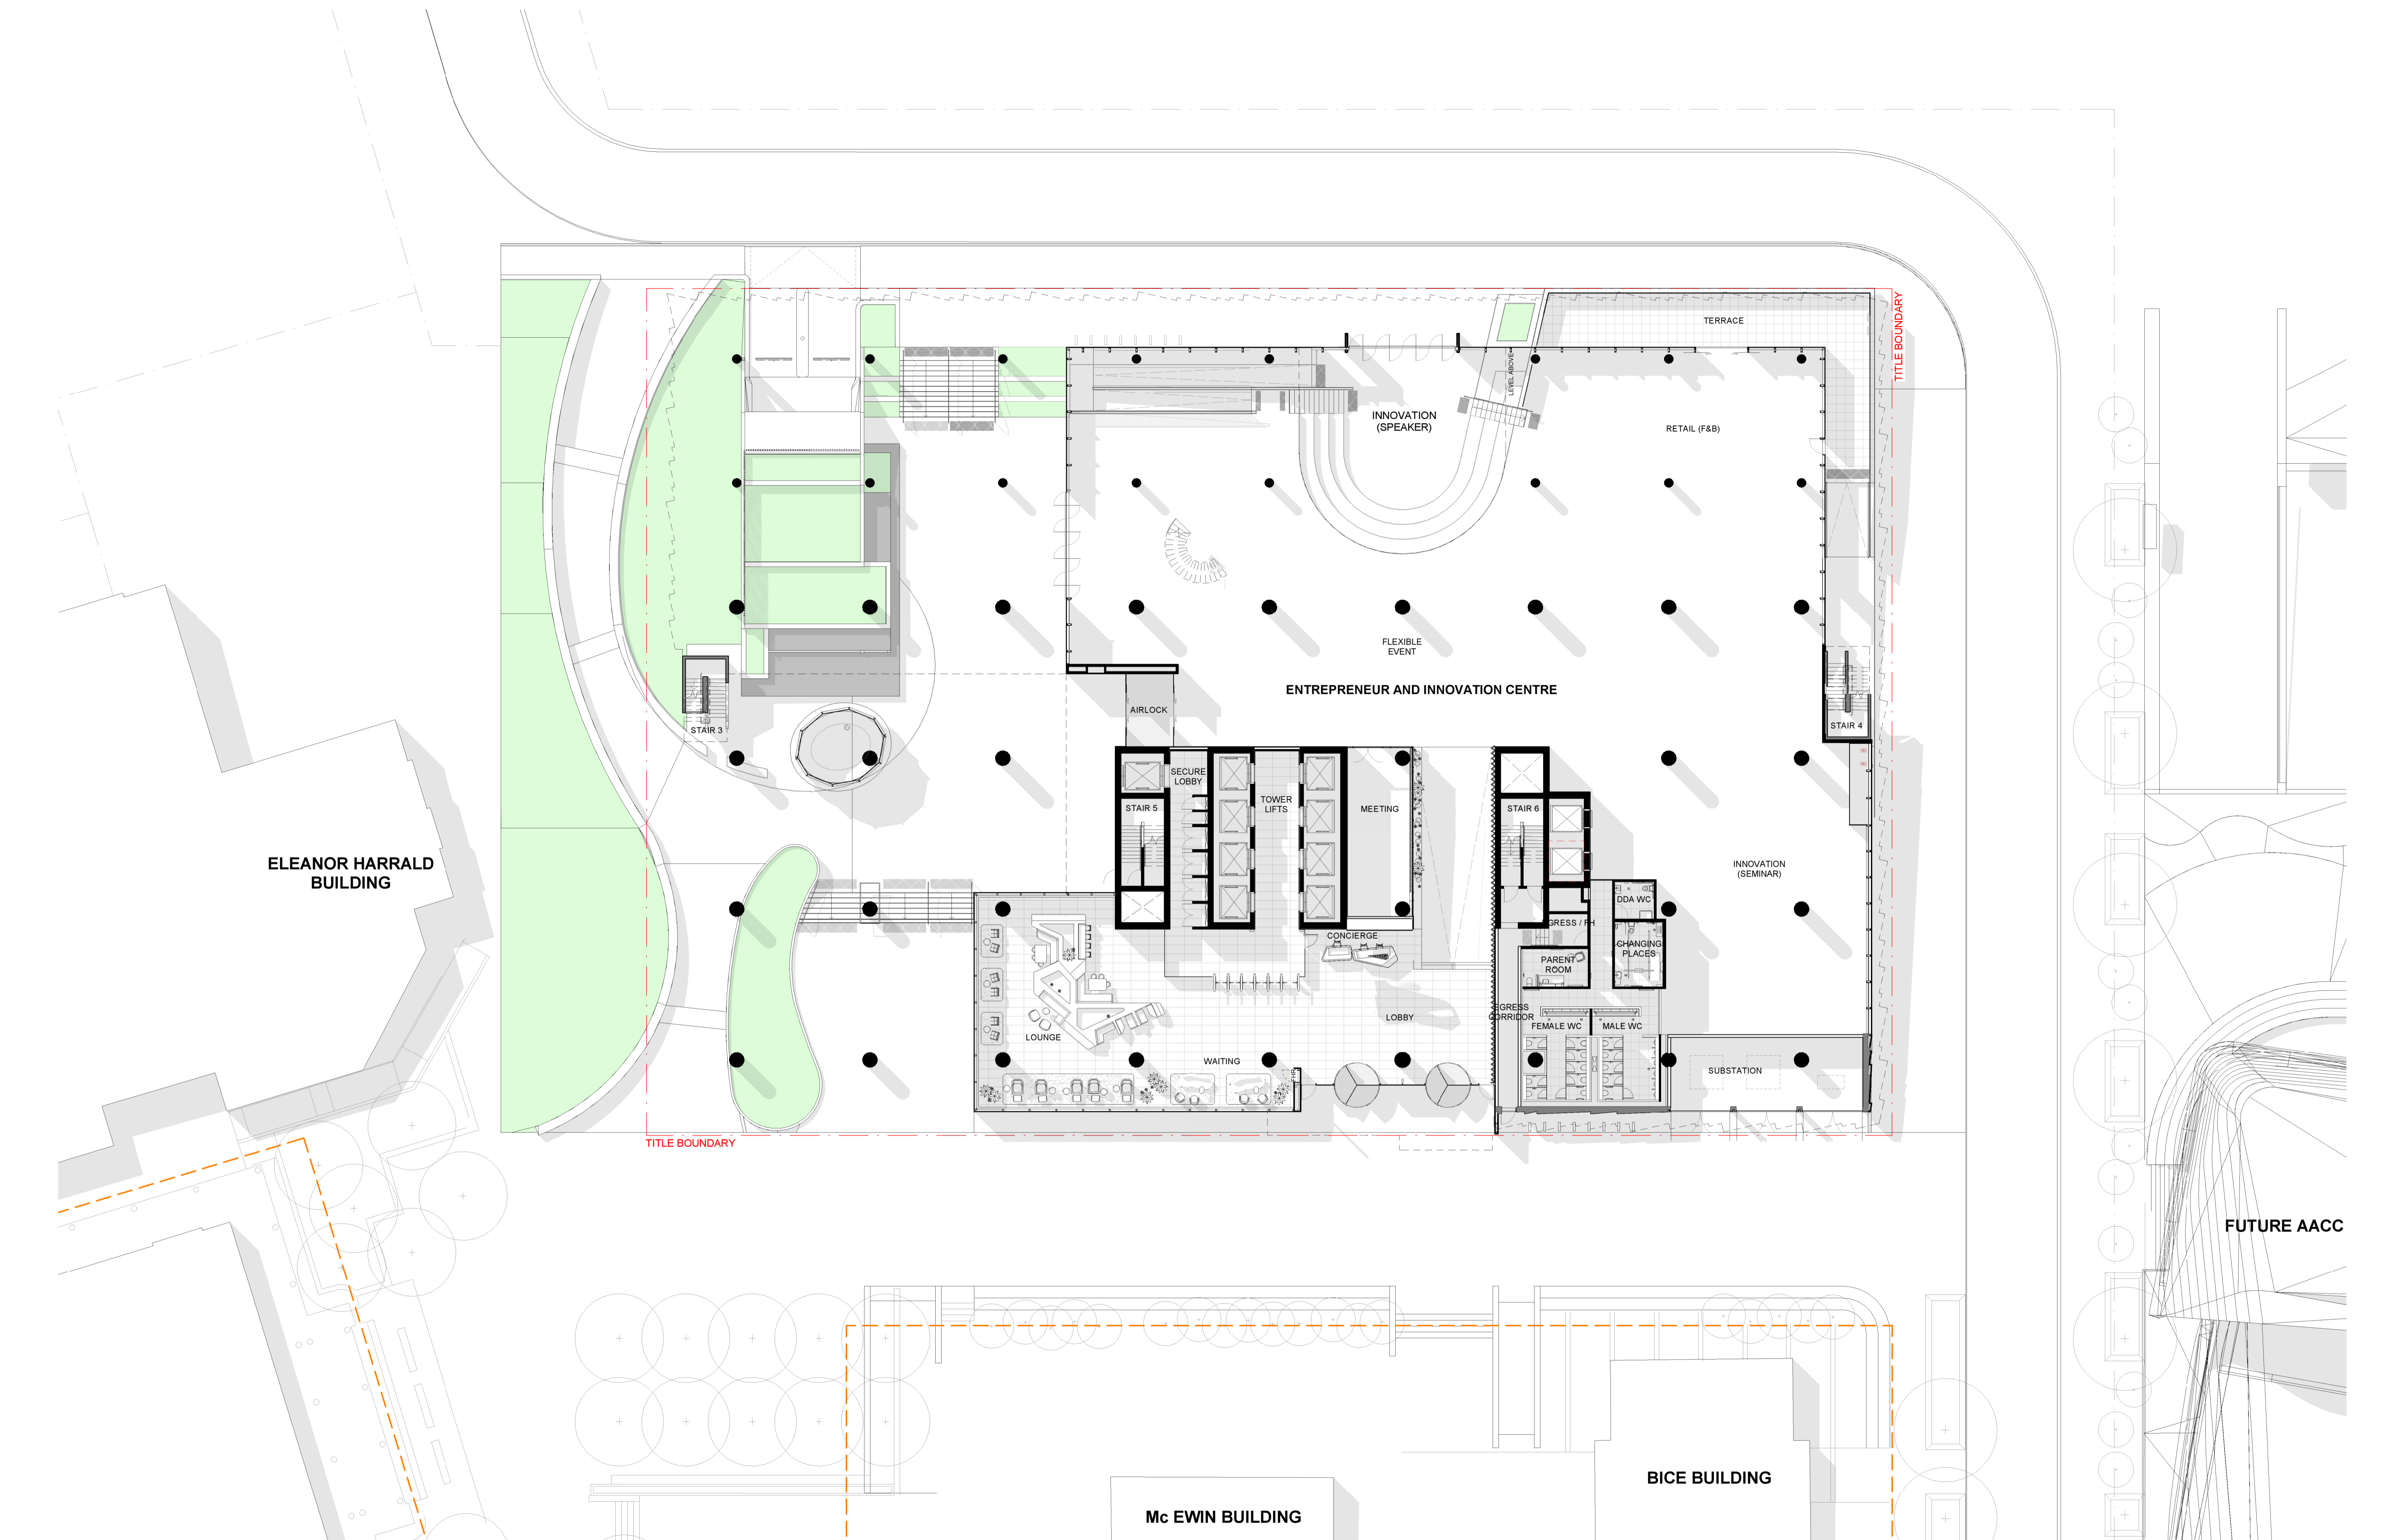 TERRACE
TITLE BOUNDARY
LEVEL ABOVE
INNOVATION
(SPEAKER)
RETAIL (F&B)
FLEXIBLE
EVENT
ENTREPRENEUR AND INNOVATION CENTRE
AIRLOCK
STAIR 3
STAIR 4
SECURE
LOBBY
TOWER
LIFTS
STAIR 5
MEETING
STAIR 6
ELEANOR HARRALD
BUILDING
INNOVATION
(SEMINAR)
DDA WC
EGRESS / FH
CONCIERGE
CHANGING
PLACES
PARENT
ROOM
EGRESS
CORRIDOR
LOBBY
FEMALE WC
MALE WC
LOUNGE
WAITING
SUBSTATION
TITLE BOUNDARY
FUTURE AACC
BICE BUILDING
Mc EWIN BUILDING